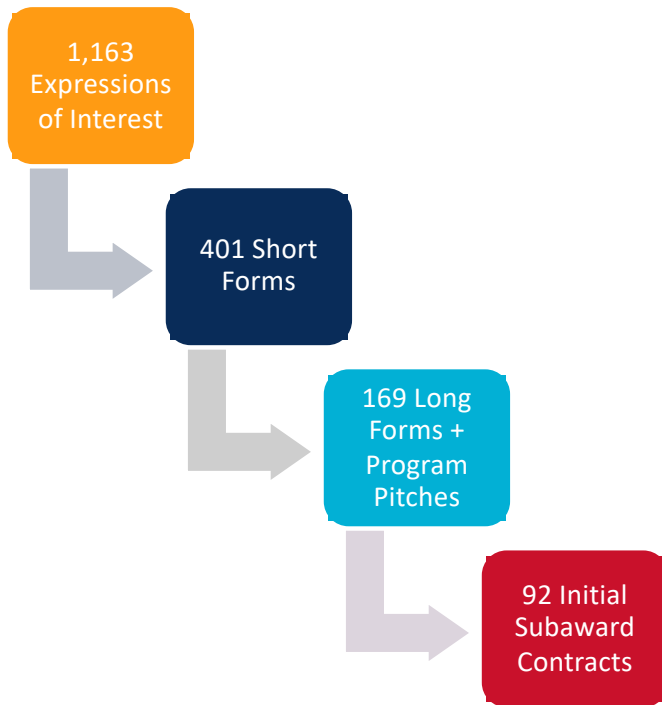 1,163
Expressions
of Interest
401 Short
Forms
169 Long
Forms +
Program
Pitches
92 Initial
Subaward
Contracts